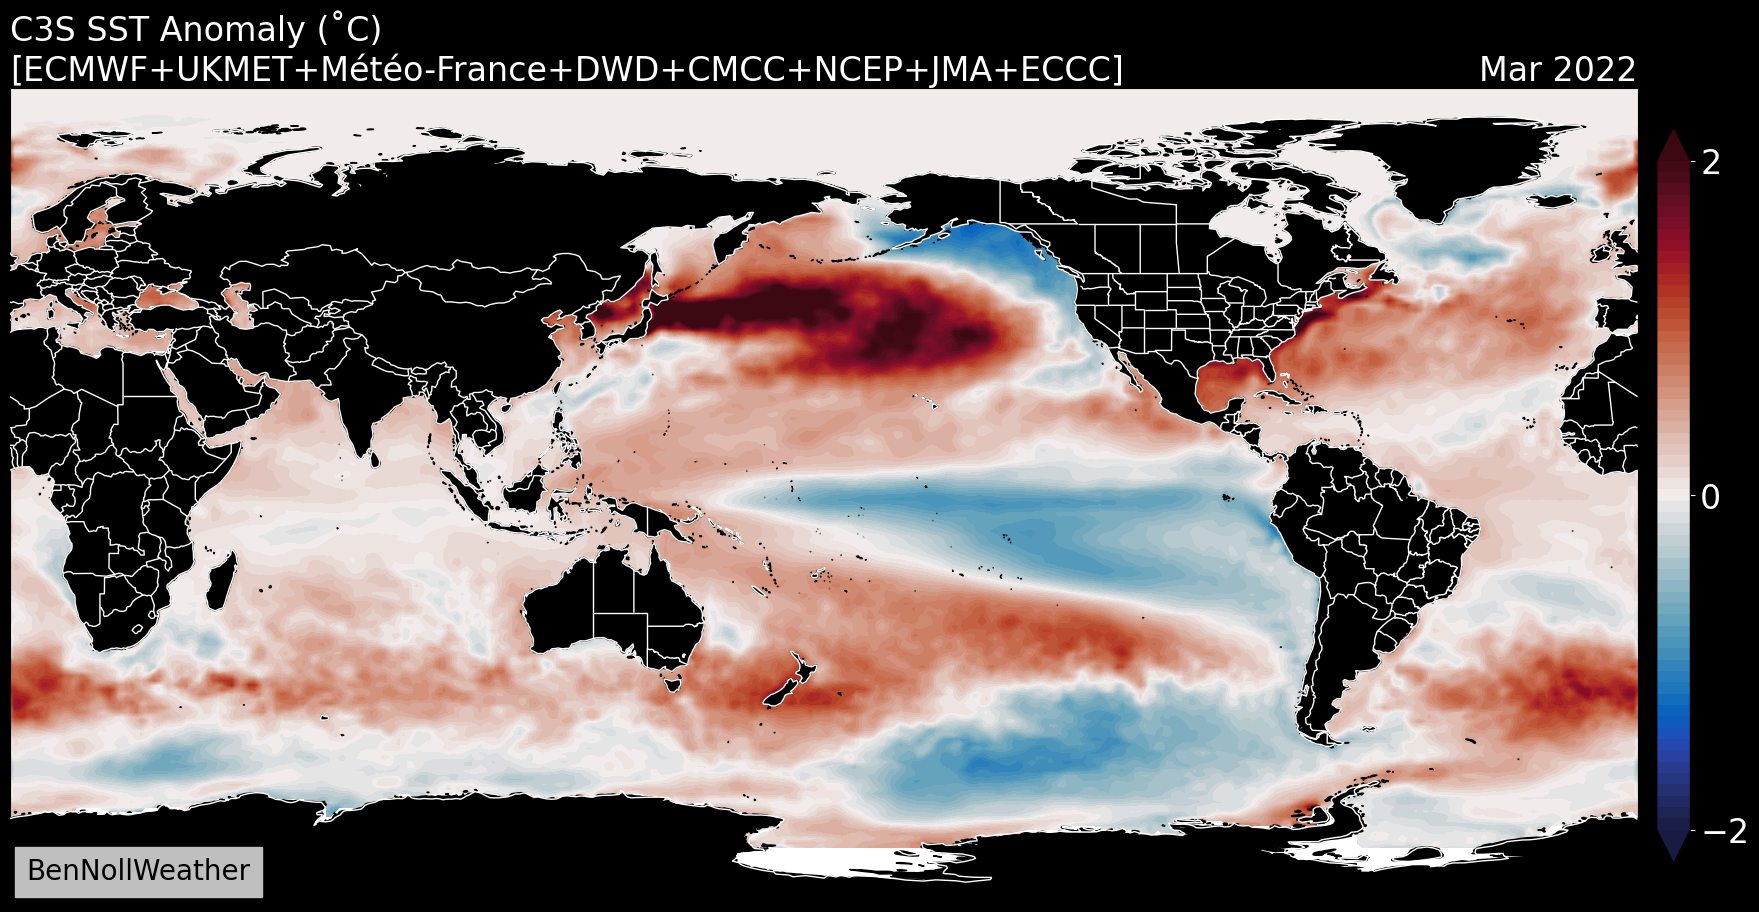 C3S SST Anomaly (˚C)
[ECMWF+UKMET+Météo-France+DWD+CMCC+NCEP+JMA+ECCC]
Mar 2022
2
0
−2
BenNollWeather